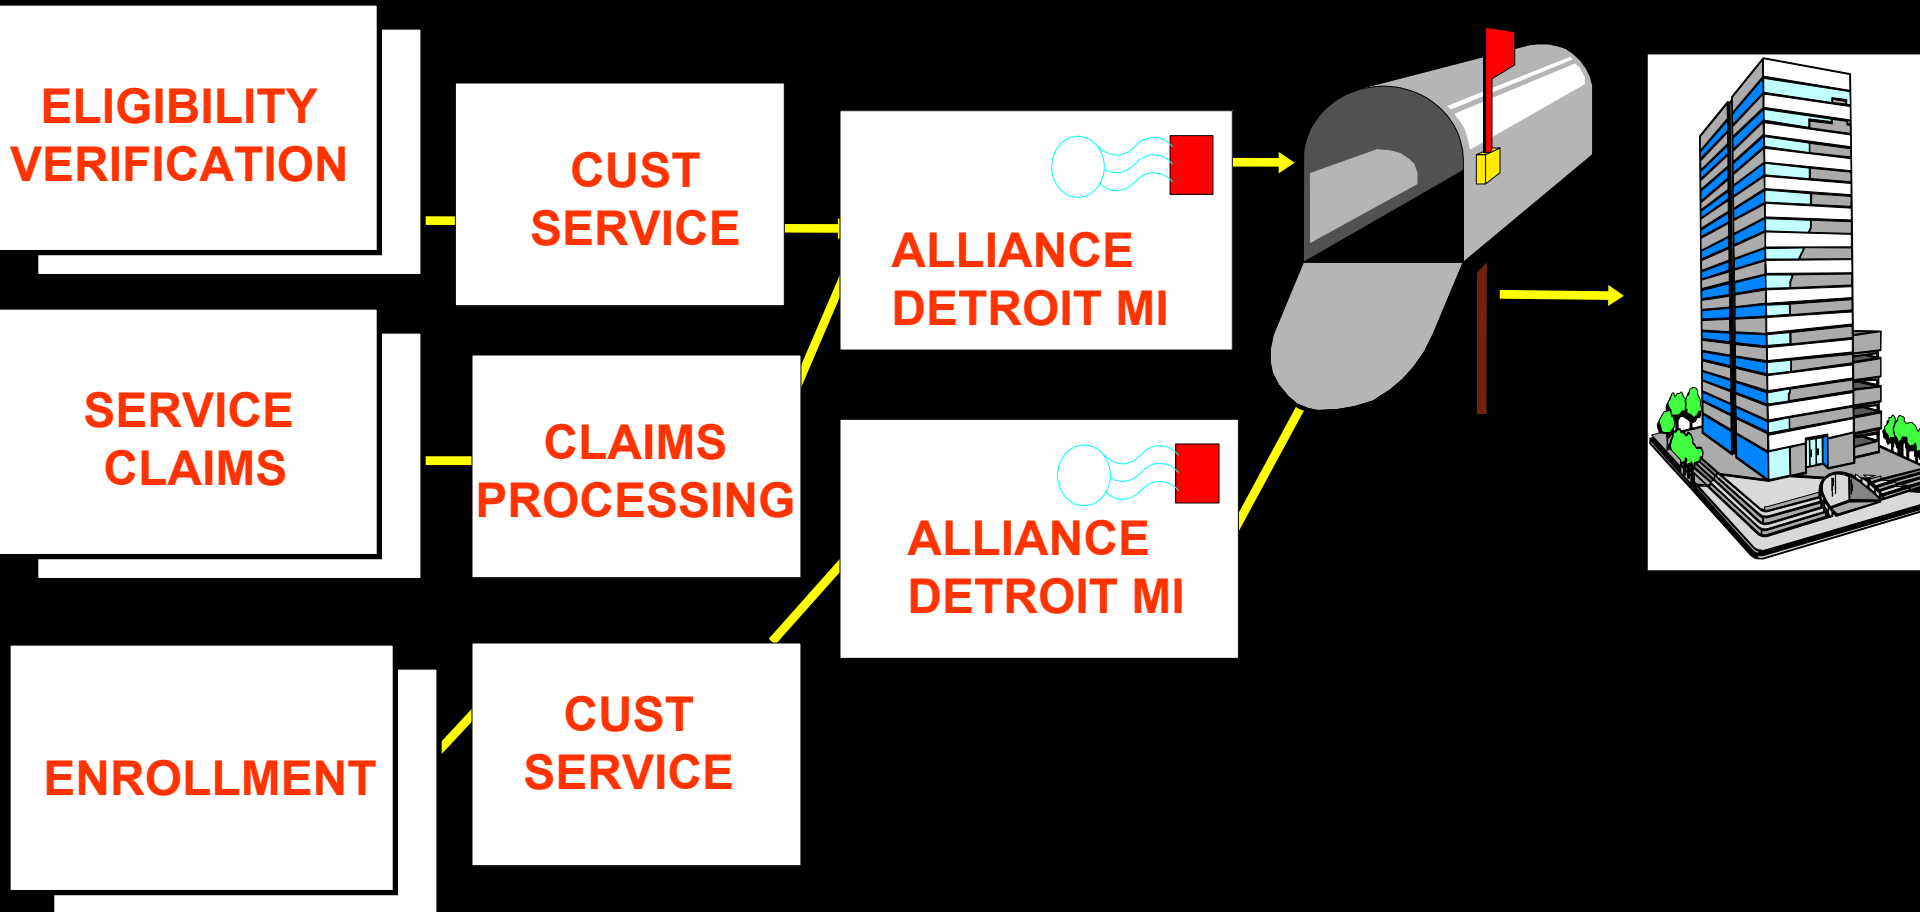 ELIGIBILITY
VERIFICATION
CUST
SERVICE
ALLIANCE
DETROIT MI
SERVICE
CLAIMS
CLAIMS
PROCESSING
ALLIANCE
DETROIT MI
ENROLLMENT
CUST
SERVICE